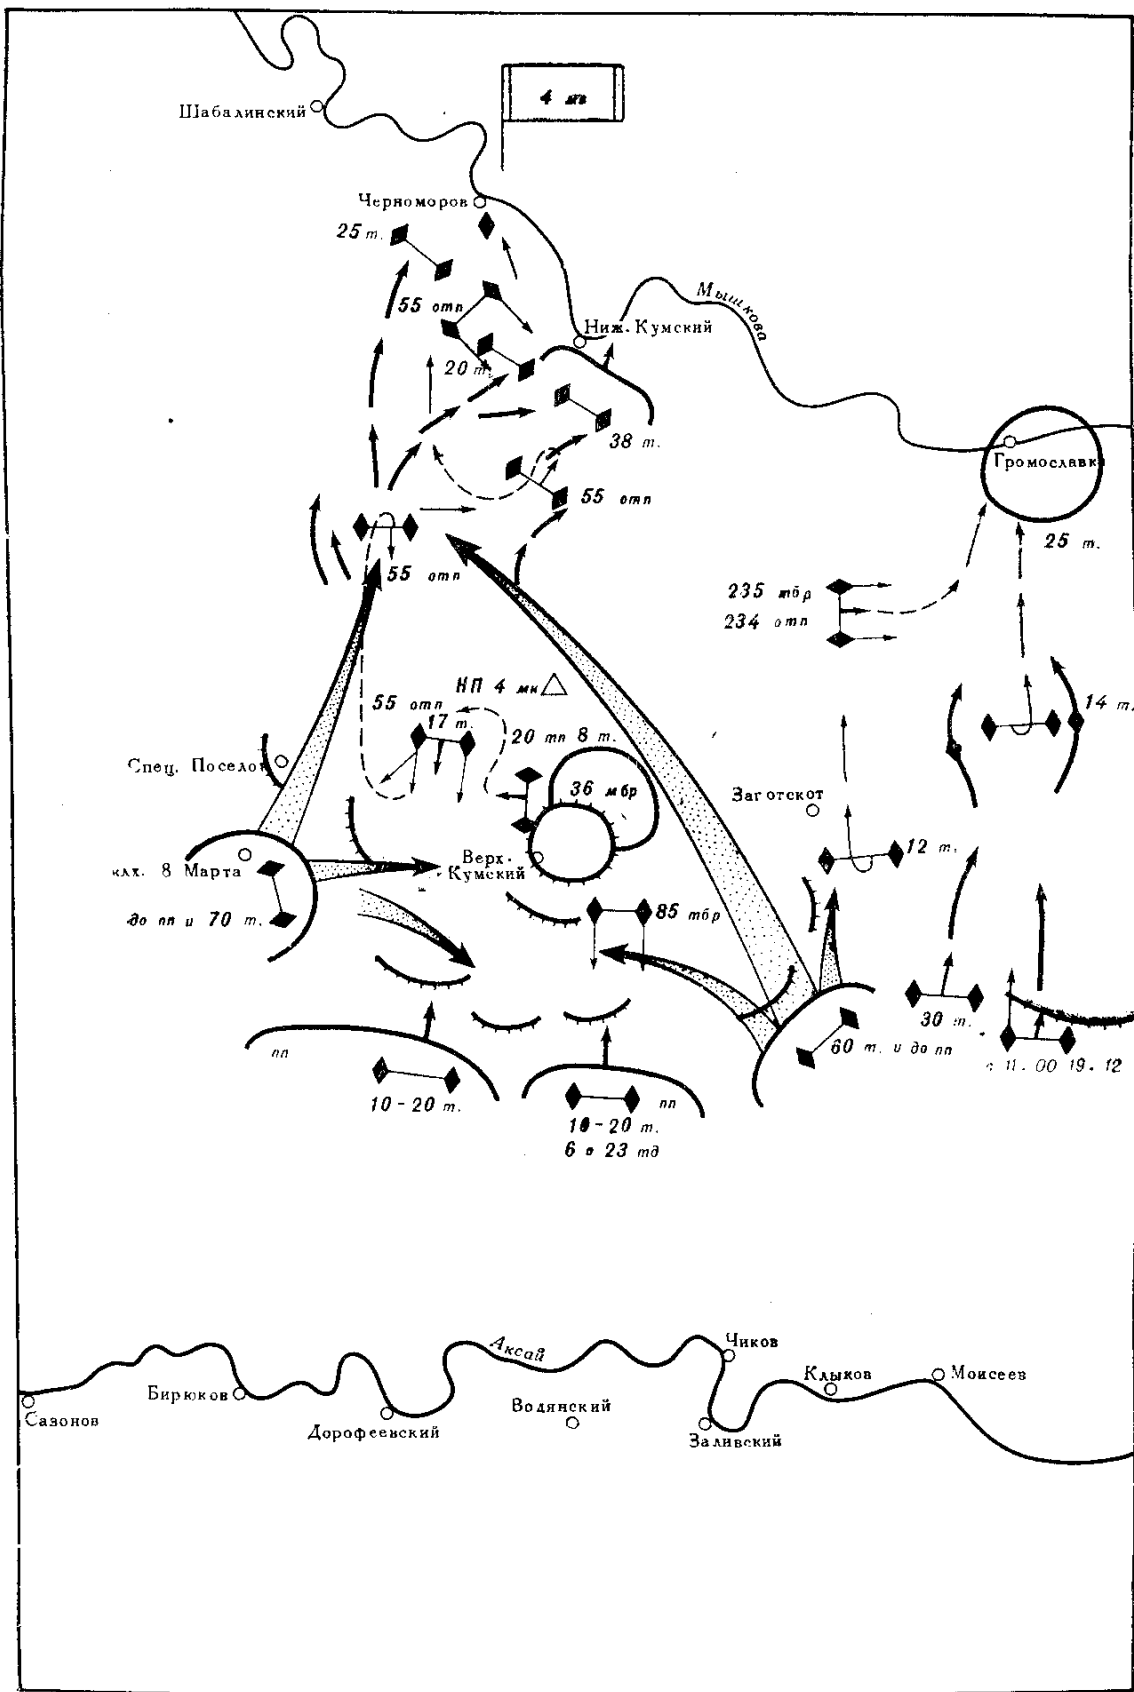 4 мк
Шабалинский
Черноморов
25 т.
55 отп
Мышкова
Ниж. Кумский
20 т.
38 т.
Громославк
55 отп
25 т.
55 отп
235 тбр
234 отп
НП 4 мк
55 отп
17 т.
14 т.
20 тп 8 т.
Спец. Поселок
36 мбр
Заготскот
12 т.
Верх-
Кумский
клх. 8 Марта
до пп и 70 т.
85 тбр
30 т.
60 т. и до пп
пп
с 11.00 19.12
10-20 т.
пп
10-20 т.
6 и 23 тд
Аксай
Чиков
Бирюков
Клыков
Моисеев
Сазонов
Водянский
Дорофеевский
Заливский